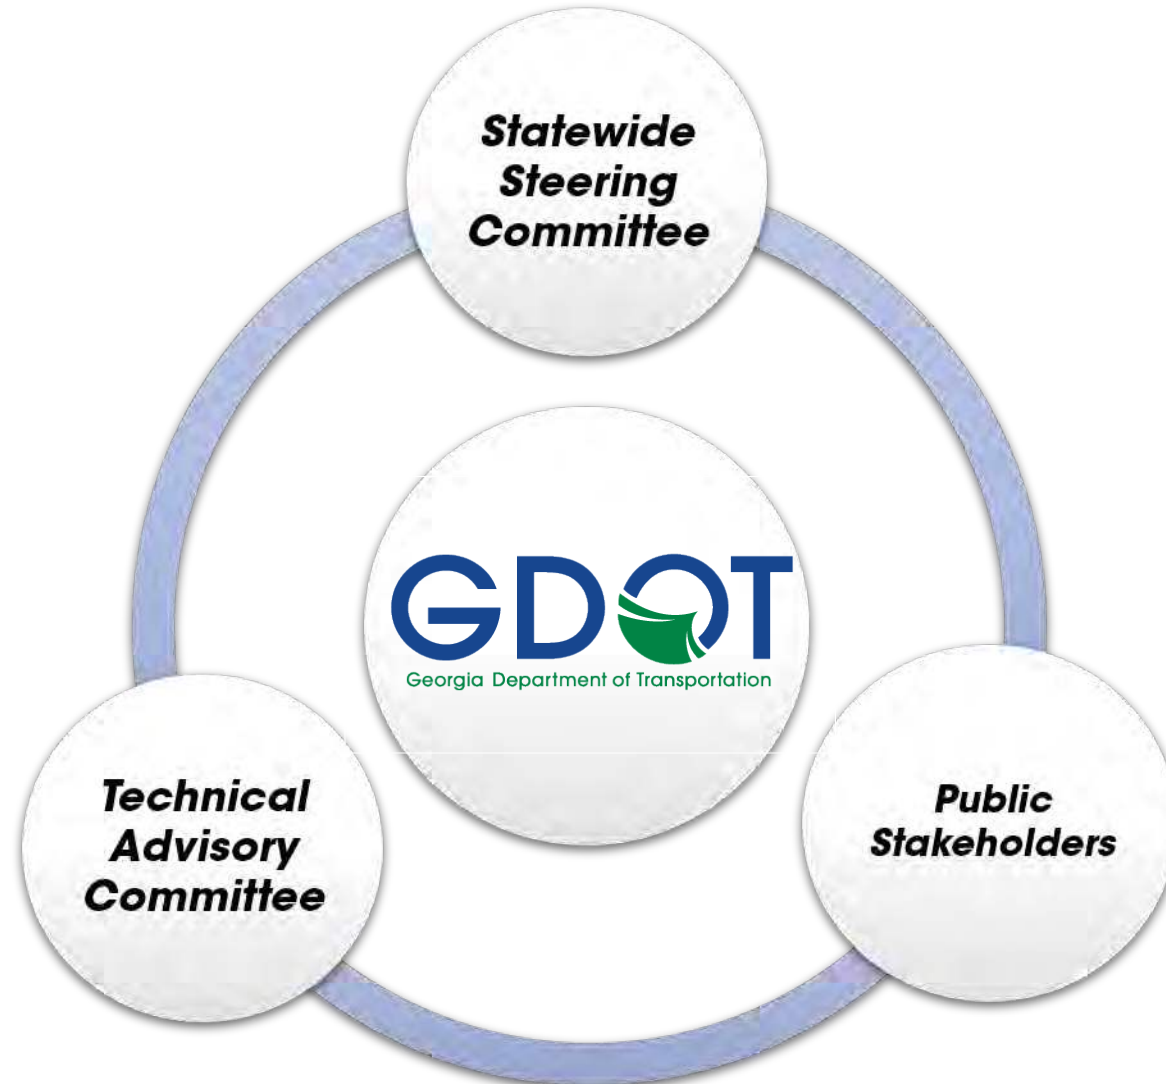 Statewide
Steering
Committee
GDOT
Georgia Department of Transportation
Technical
Advisory
Committee
Public
Stakeholders